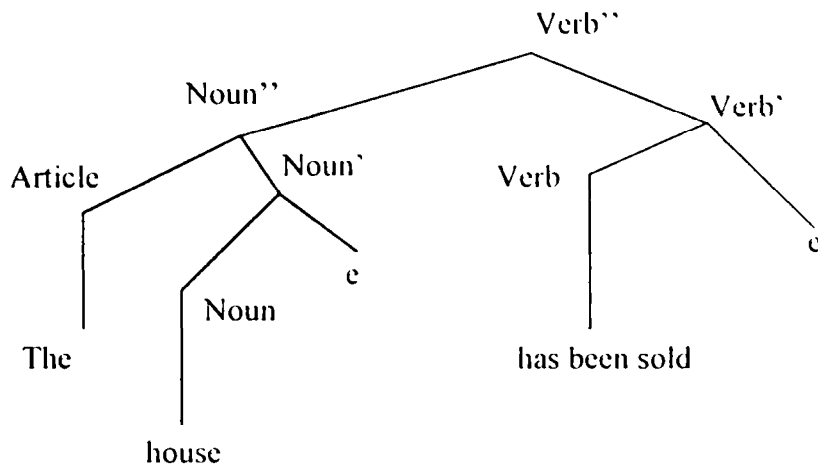 Verb’’
Noun’’
Verb‘
Article
Noun‘
Verb
e
e
Noun
The
has been sold
house